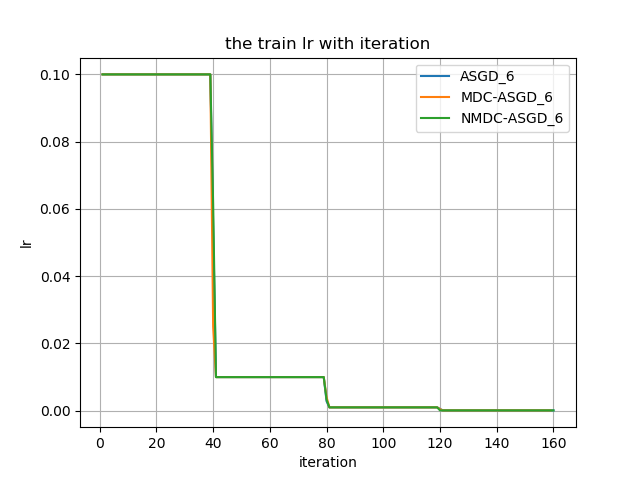 the train lr with iteration
ASGD_6
MDC-ASGD_6
NMDC-ASGD_6
lr
0.10
0.08
0.06
0.04
0.02
0.00
0 20 40 60 80 100 120 140 160
iteration